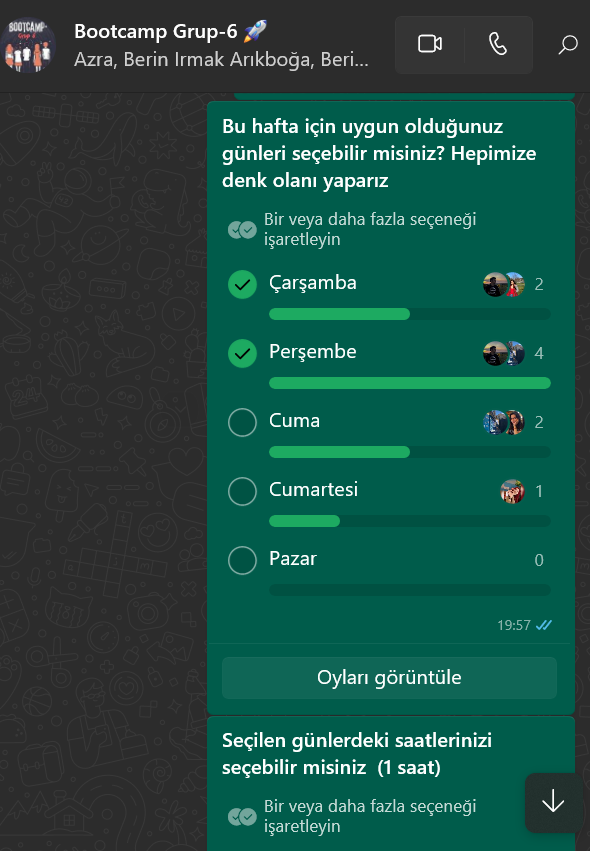 BOOTCAMP
Grup 6
Bootcamp Grup-6 🚀
Azra, Berin Irmak Arıkboğa, Beri...
Bu hafta için uygun olduğunuz
günleri seçebilir misiniz? Hepimize
denk olanı yaparız
Bir veya daha fazla seçeneği
işaretleyin
Çarşamba 2
Perşembe 4
Cuma 2
Cumartesi 1
Pazar 0
19:57
Oyları görüntüle
Seçilen günlerdeki saatlerinizi
seçebilir misiniz (1 saat)
Bir veya daha fazla seçeneği
işaretleyin